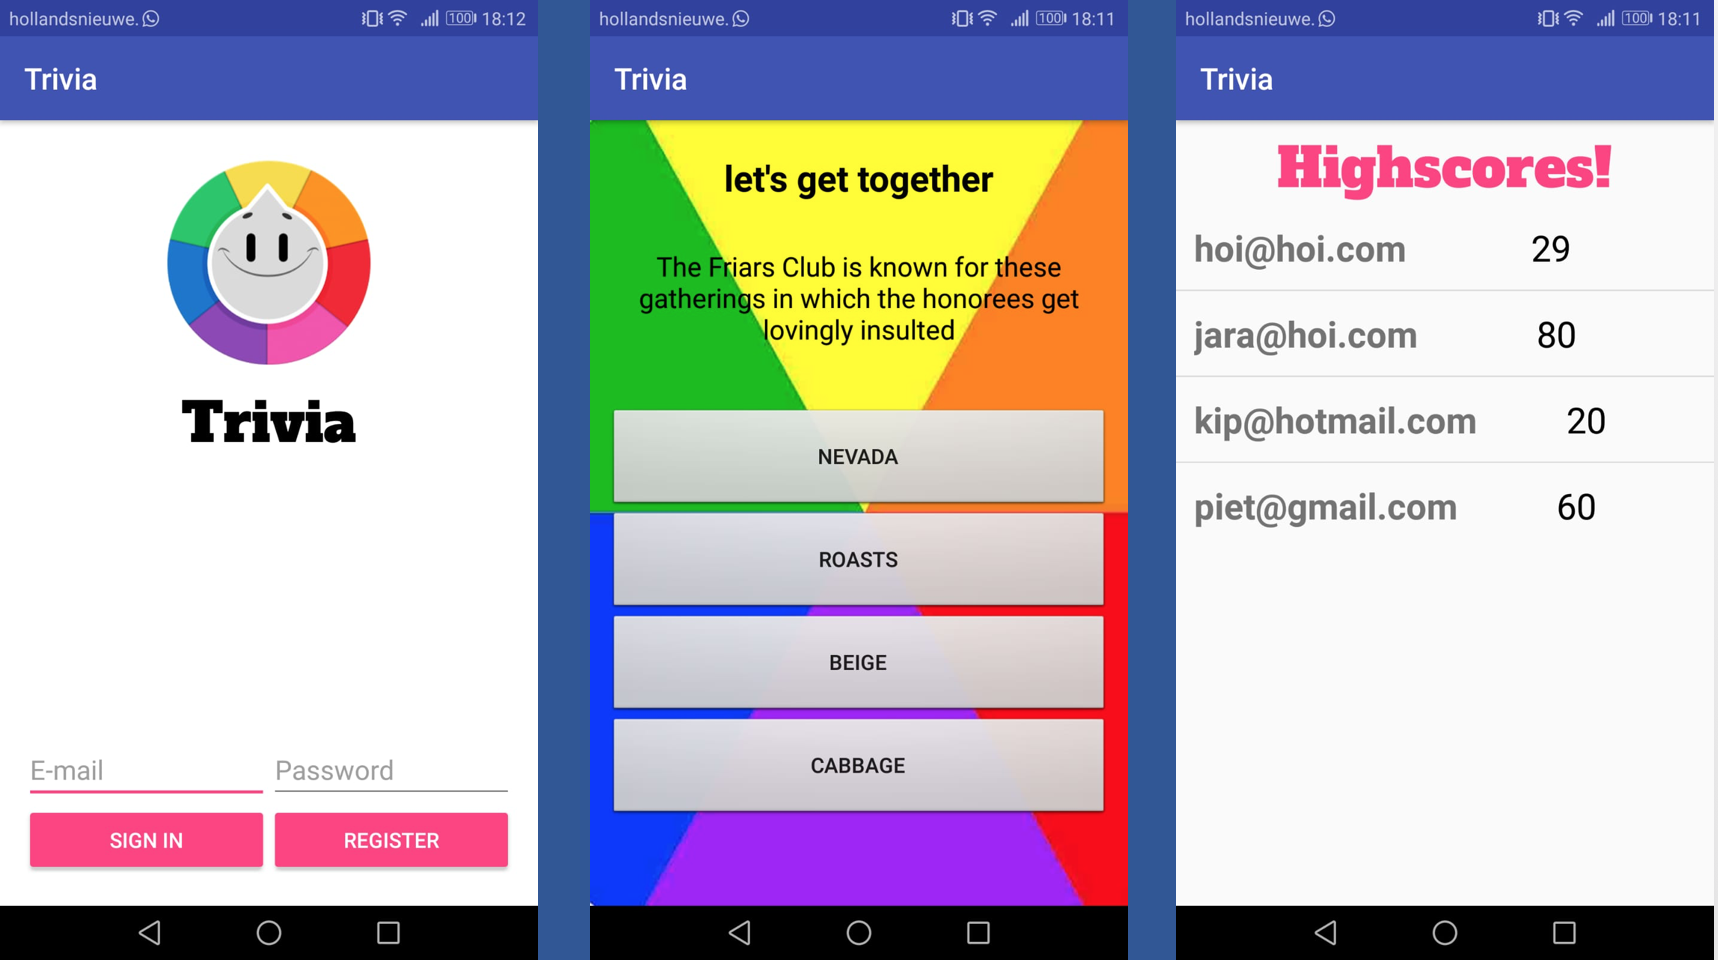 hollandsnieuwe. 100 18:12
Trivia
Trivia
E-mail Password
SIGN IN REGISTER
hollandsnieuwe. 100 18:11
Trivia
let's get together
The Friars Club is known for these
gatherings in which the honorees get
lovingly insulted
NEVADA
ROASTS
BEIGE
CABBAGE
hollandsnieuwe. 100 18:11
Trivia
Highscores!
hoi@hoi.com 29
jara@hoi.com 80
kip@hotmail.com 20
piet@gmail.com 60